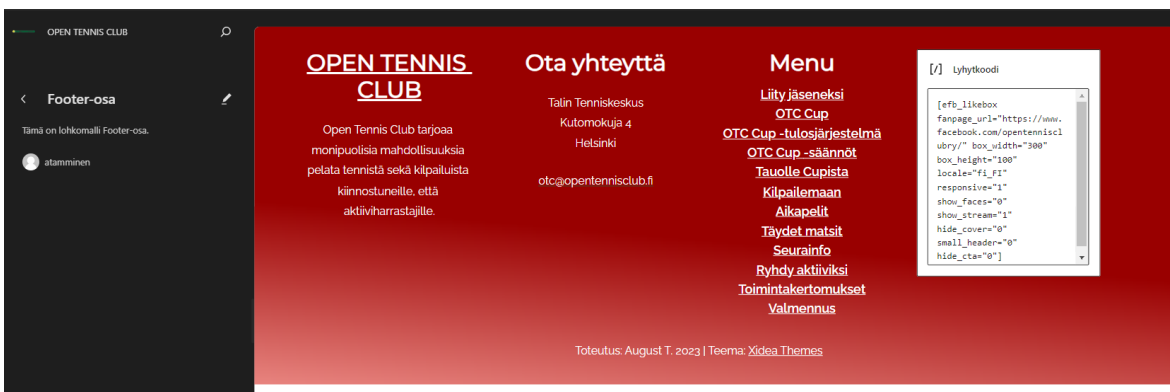 OPEN TENNIS CLUB
Footer-osa
Tämä on lohkomalli Footer-osa.
atamminen
OPEN TENNIS
CLUB
Open Tennis Club tarjoaa
monipuolisia mahdollisuuksia
pelata tennistä sekä kilpailuista
kiinnostuneille, että
aktiiviharrastajille.
Ota yhteyttä
Talin Tenniskeskus
Kutomokuja 4
Helsinki
otc@opentennisclub.fi
Menu
Liity jäseneksi
OTC Cup
OTC Cup -tulosjärjestelmä
OTC Cup -säännöt
Tauolle Cupista
Kilpailemaan
Aikapelit
Täydet matsit
Seurainfo
Ryhdy aktiiviksi
Toimintakertomukset
Valmennus
[/] Lyhytkoodi
[efb_likebox
fanpage_url="https://www.
facebook.com/opentenniscl
ubry/" box_width="300"
box_height="100"
locale="fi_FI"
responsive="1"
show_faces="0"
show_stream="1"
hide_cover="0"
small_header="0"
hide_cta="0"]
Toteutus: August T. 2023 | Teema: Xidea Themes